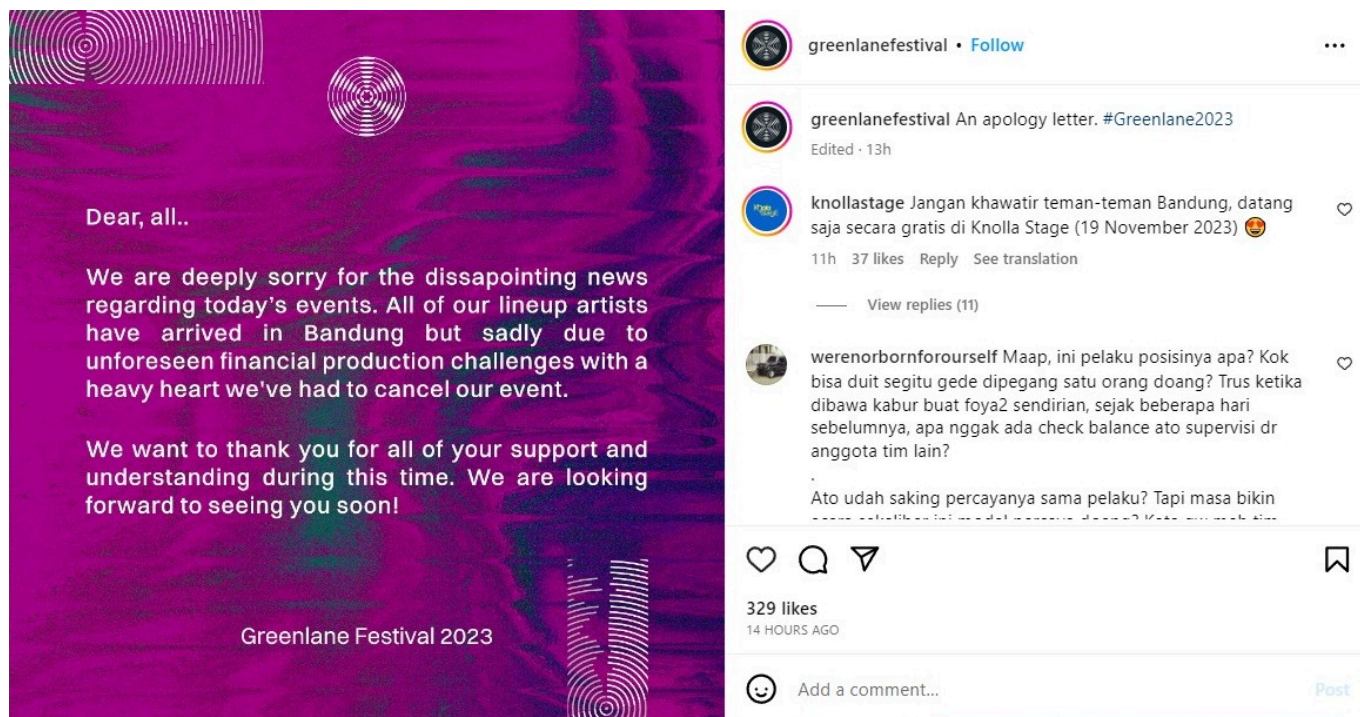 Dear, all..
We are deeply sorry for the dissapointing news
regarding today's events. All of our lineup artists
have arrived in Bandung but sadly due to
unforeseen financial production challenges with a
heavy heart we've had to cancel our event.
We want to thank you for all of your support and
understanding during this time. We are looking
forward to seeing you soon!
Greenlane Festival 2023
greenlanefestival • Follow
greenlanefestival An apology letter. #Greenlane2023
Edited · 13h
knollastage Jangan khawatir teman-teman Bandung, datang
saja secara gratis di Knolla Stage (19 November 2023) 😍
11h 37 likes Reply See translation
View replies (11)
werenorbornforourself Maap, ini pelaku posisinya apa? Kok
bisa duit segitu gede dipegang satu orang doang? Trus ketika
dibawa kabur buat foya2 sendirian, sejak beberapa hari
sebelumnya, apa nggak ada check balance ato supervisi dr
anggota tim lain?
.
Ato udah saking percayanya sama pelaku? Tapi masa bikin
329 likes
14 HOURS AGO
Add a comment...
Post